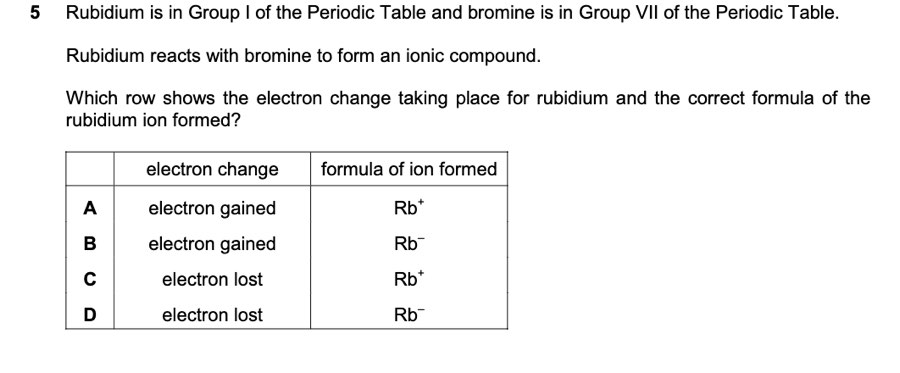 5 Rubidium is in Group I of the Periodic Table and bromine is in Group VII of the Periodic Table.
Rubidium reacts with bromine to form an ionic compound.
Which row shows the electron change taking place for rubidium and the correct formula of the
rubidium ion formed?
electron change formula of ion formed
A electron gained Rb⁺
B electron gained Rb⁻
C electron lost Rb⁺
D electron lost Rb⁻